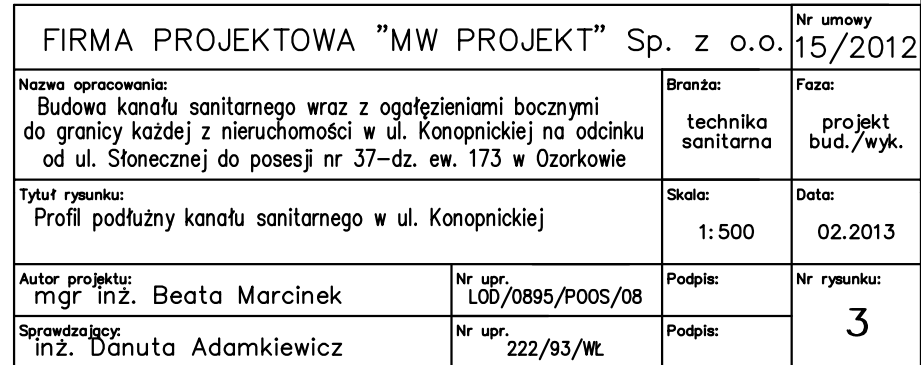 FIRMA PROJEKTOWA "MW PROJEKT" Sp. z o.o.
Nr umowy
15/2012
Nazwa opracowania:
Budowa kanału sanitarnego wraz z ogałęzieniami bocznymi
do granicy każdej z nieruchomości w ul. Konopnickiej na odcinku
od ul. Słonecznej do posesji nr 37-dz. ew. 173 w Ozorkowie
Branża:
technika
sanitarna
Faza:
projekt
bud./wyk.
Tytuł rysunku:
Profil podłużny kanału sanitarnego w ul. Konopnickiej
Skala:
1:500
Data:
02.2013
Autor projektu:
mgr inż. Beata Marcinek
Nr upr.
LOD/0895/POOS/08
Podpis:
Nr rysunku:
3
Sprawdzający:
inż. Danuta Adamkiewicz
Nr upr.
222/93/WŁ
Podpis: